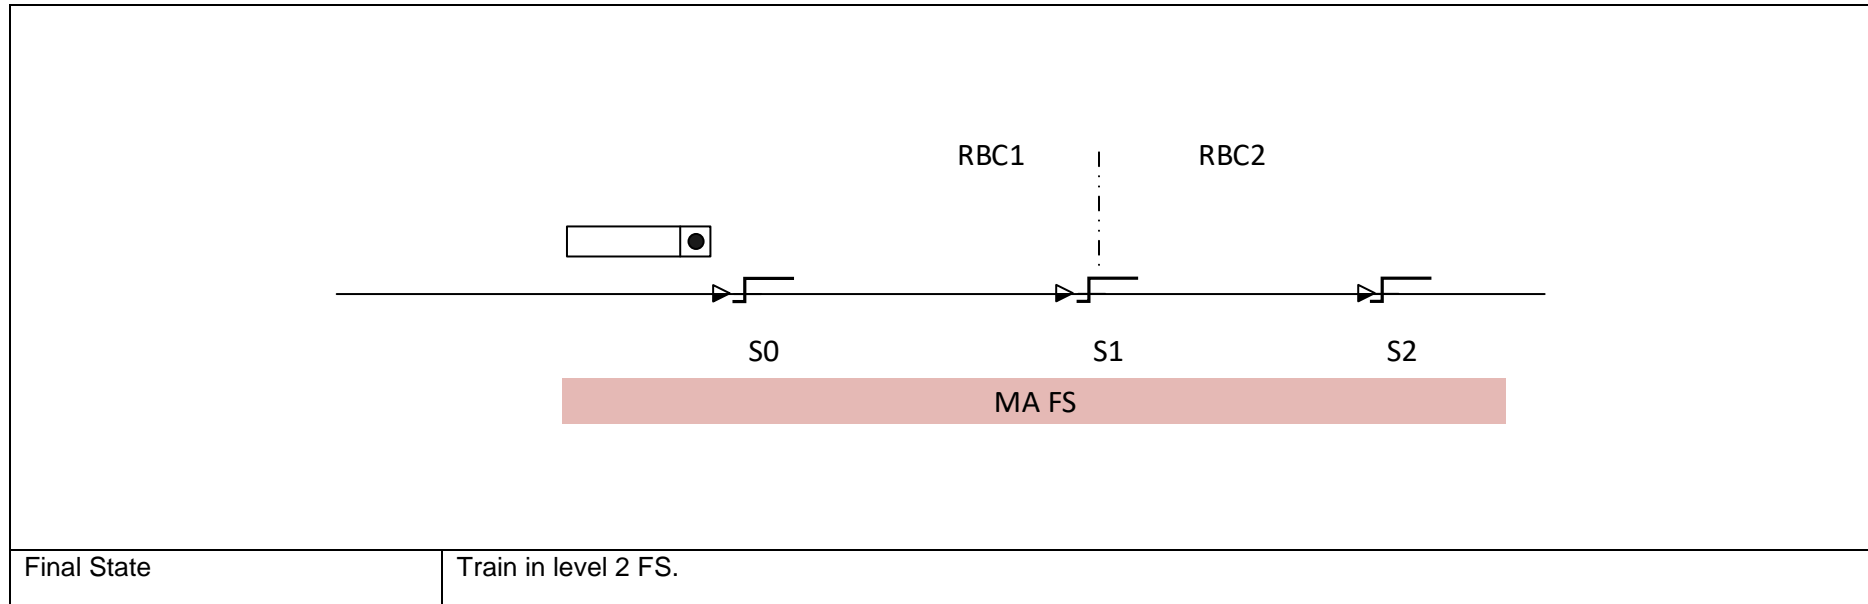 RBC1 RBC2
S0 S1 S2
MA FS
Final State Train in level 2 FS.